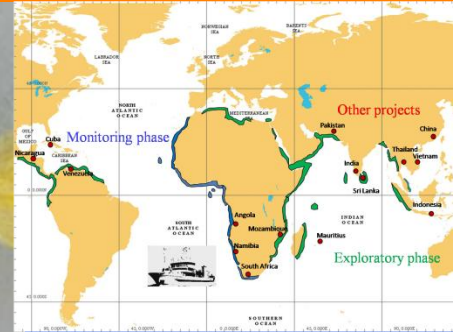 NORWEGIAN
SEA
BARENTS
SEA
LABRADOR
SEA
NORTH
SEA
NORTH
ATLANTIC
OCEAN
MEDITERRANEAN
SEA
Other projects
GULF
OF
MEXICO
Monitoring phase
Cuba
Pakistan
China
Nicaragua
CARIBBEAN
SEA
Thailand
Vietnam
Venezuela
India
Sri Lanka
Indonesia
SOUTH
ATLANTIC
OCEAN
Angola
INDIAN
OCEAN
Mozambique
Mauritius
Namibia
South Africa
Exploratory phase
SOUTHERN
OCEAN